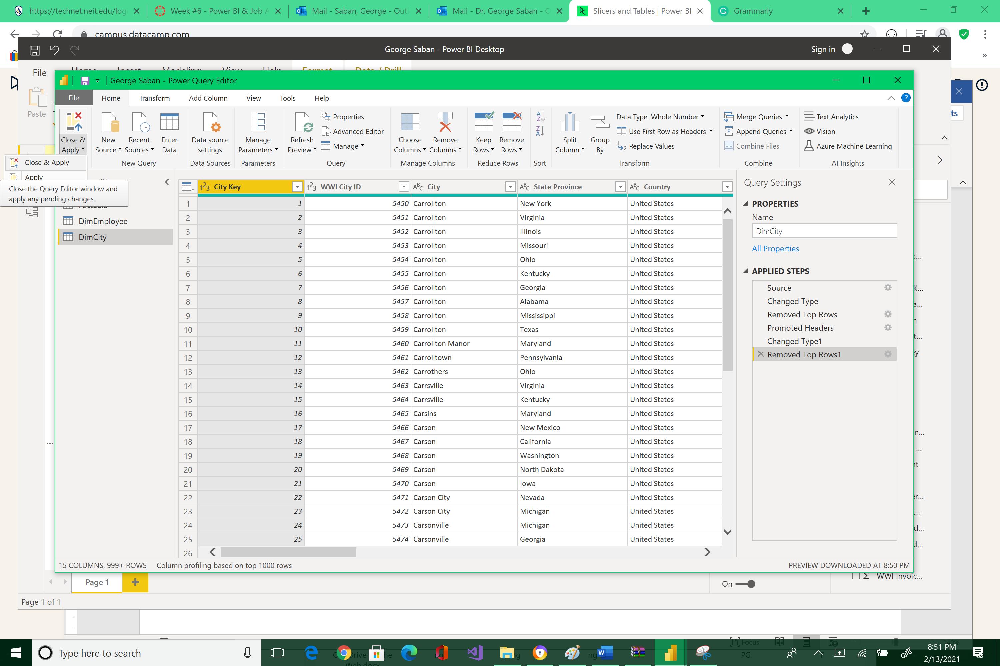 https://technet.neit.edu/logi
Week #6 - Power BI & Job A
Mail - Saban, George - Outl
Mail - Dr. George Saban - O
Slicers and Tables | Power BI
Grammarly
campus.datacamp.com
George Saban - Power BI Desktop
Sign in
File
Home Insert Modeling View Help Format Data / Drill
Paste
George Saban - Power Query Editor
File Home Transform Add Column View Tools Help
Close & Apply
New Source
Recent Sources
Enter Data
New Query
Data source settings
Data Sources
Manage Parameters
Parameters
Refresh Preview
Properties
Advanced Editor
Manage
Query
Choose Columns
Remove Columns
Manage Columns
Keep Rows
Remove Rows
Reduce Rows
Sort
Split Column
Group By
Data Type: Whole Number
Use First Row as Headers
Replace Values
Transform
Merge Queries
Append Queries
Combine Files
Combine
Text Analytics
Vision
Azure Machine Learning
AI Insights
ts
Close & Apply
Apply
Close the Query Editor window and
apply any pending changes.
FactSale
DimEmployee
DimCity
City Key WWI City ID City State Province Country
1 1 5450 Carrollton New York United States
2 2 5451 Carrollton Virginia United States
3 3 5452 Carrollton Illinois United States
4 4 5453 Carrollton Missouri United States
5 5 5454 Carrollton Ohio United States
6 6 5455 Carrollton Kentucky United States
7 7 5456 Carrollton Georgia United States
8 8 5457 Carrollton Alabama United States
9 9 5458 Carrollton Mississippi United States
10 10 5459 Carrollton Texas United States
11 11 5460 Carrollton Manor Maryland United States
12 12 5461 Carrolltown Pennsylvania United States
13 13 5462 Carrothers Ohio United States
14 14 5463 Carrsville Virginia United States
15 15 5464 Carrsville Kentucky United States
16 16 5465 Carsins Maryland United States
17 17 5466 Carson New Mexico United States
18 18 5467 Carson California United States
19 19 5468 Carson Washington United States
20 20 5469 Carson North Dakota United States
21 21 5470 Carson Iowa United States
22 22 5471 Carson City Nevada United States
23 23 5472 Carson City Michigan United States
24 24 5473 Carsonville Michigan United States
25 25 5474 Carsonville Georgia United States
26
Query Settings
PROPERTIES
Name
DimCity
All Properties
APPLIED STEPS
Source
Changed Type
Removed Top Rows
Promoted Headers
Changed Type1
Removed Top Rows1
15 COLUMNS, 999+ ROWS
Column profiling based on top 1000 rows
PREVIEW DOWNLOADED AT 8:50 PM
Page 1
On
WWI Invoic...
Page 1 of 1
Focus
Type here to search
8:51 PM
2/13/2021